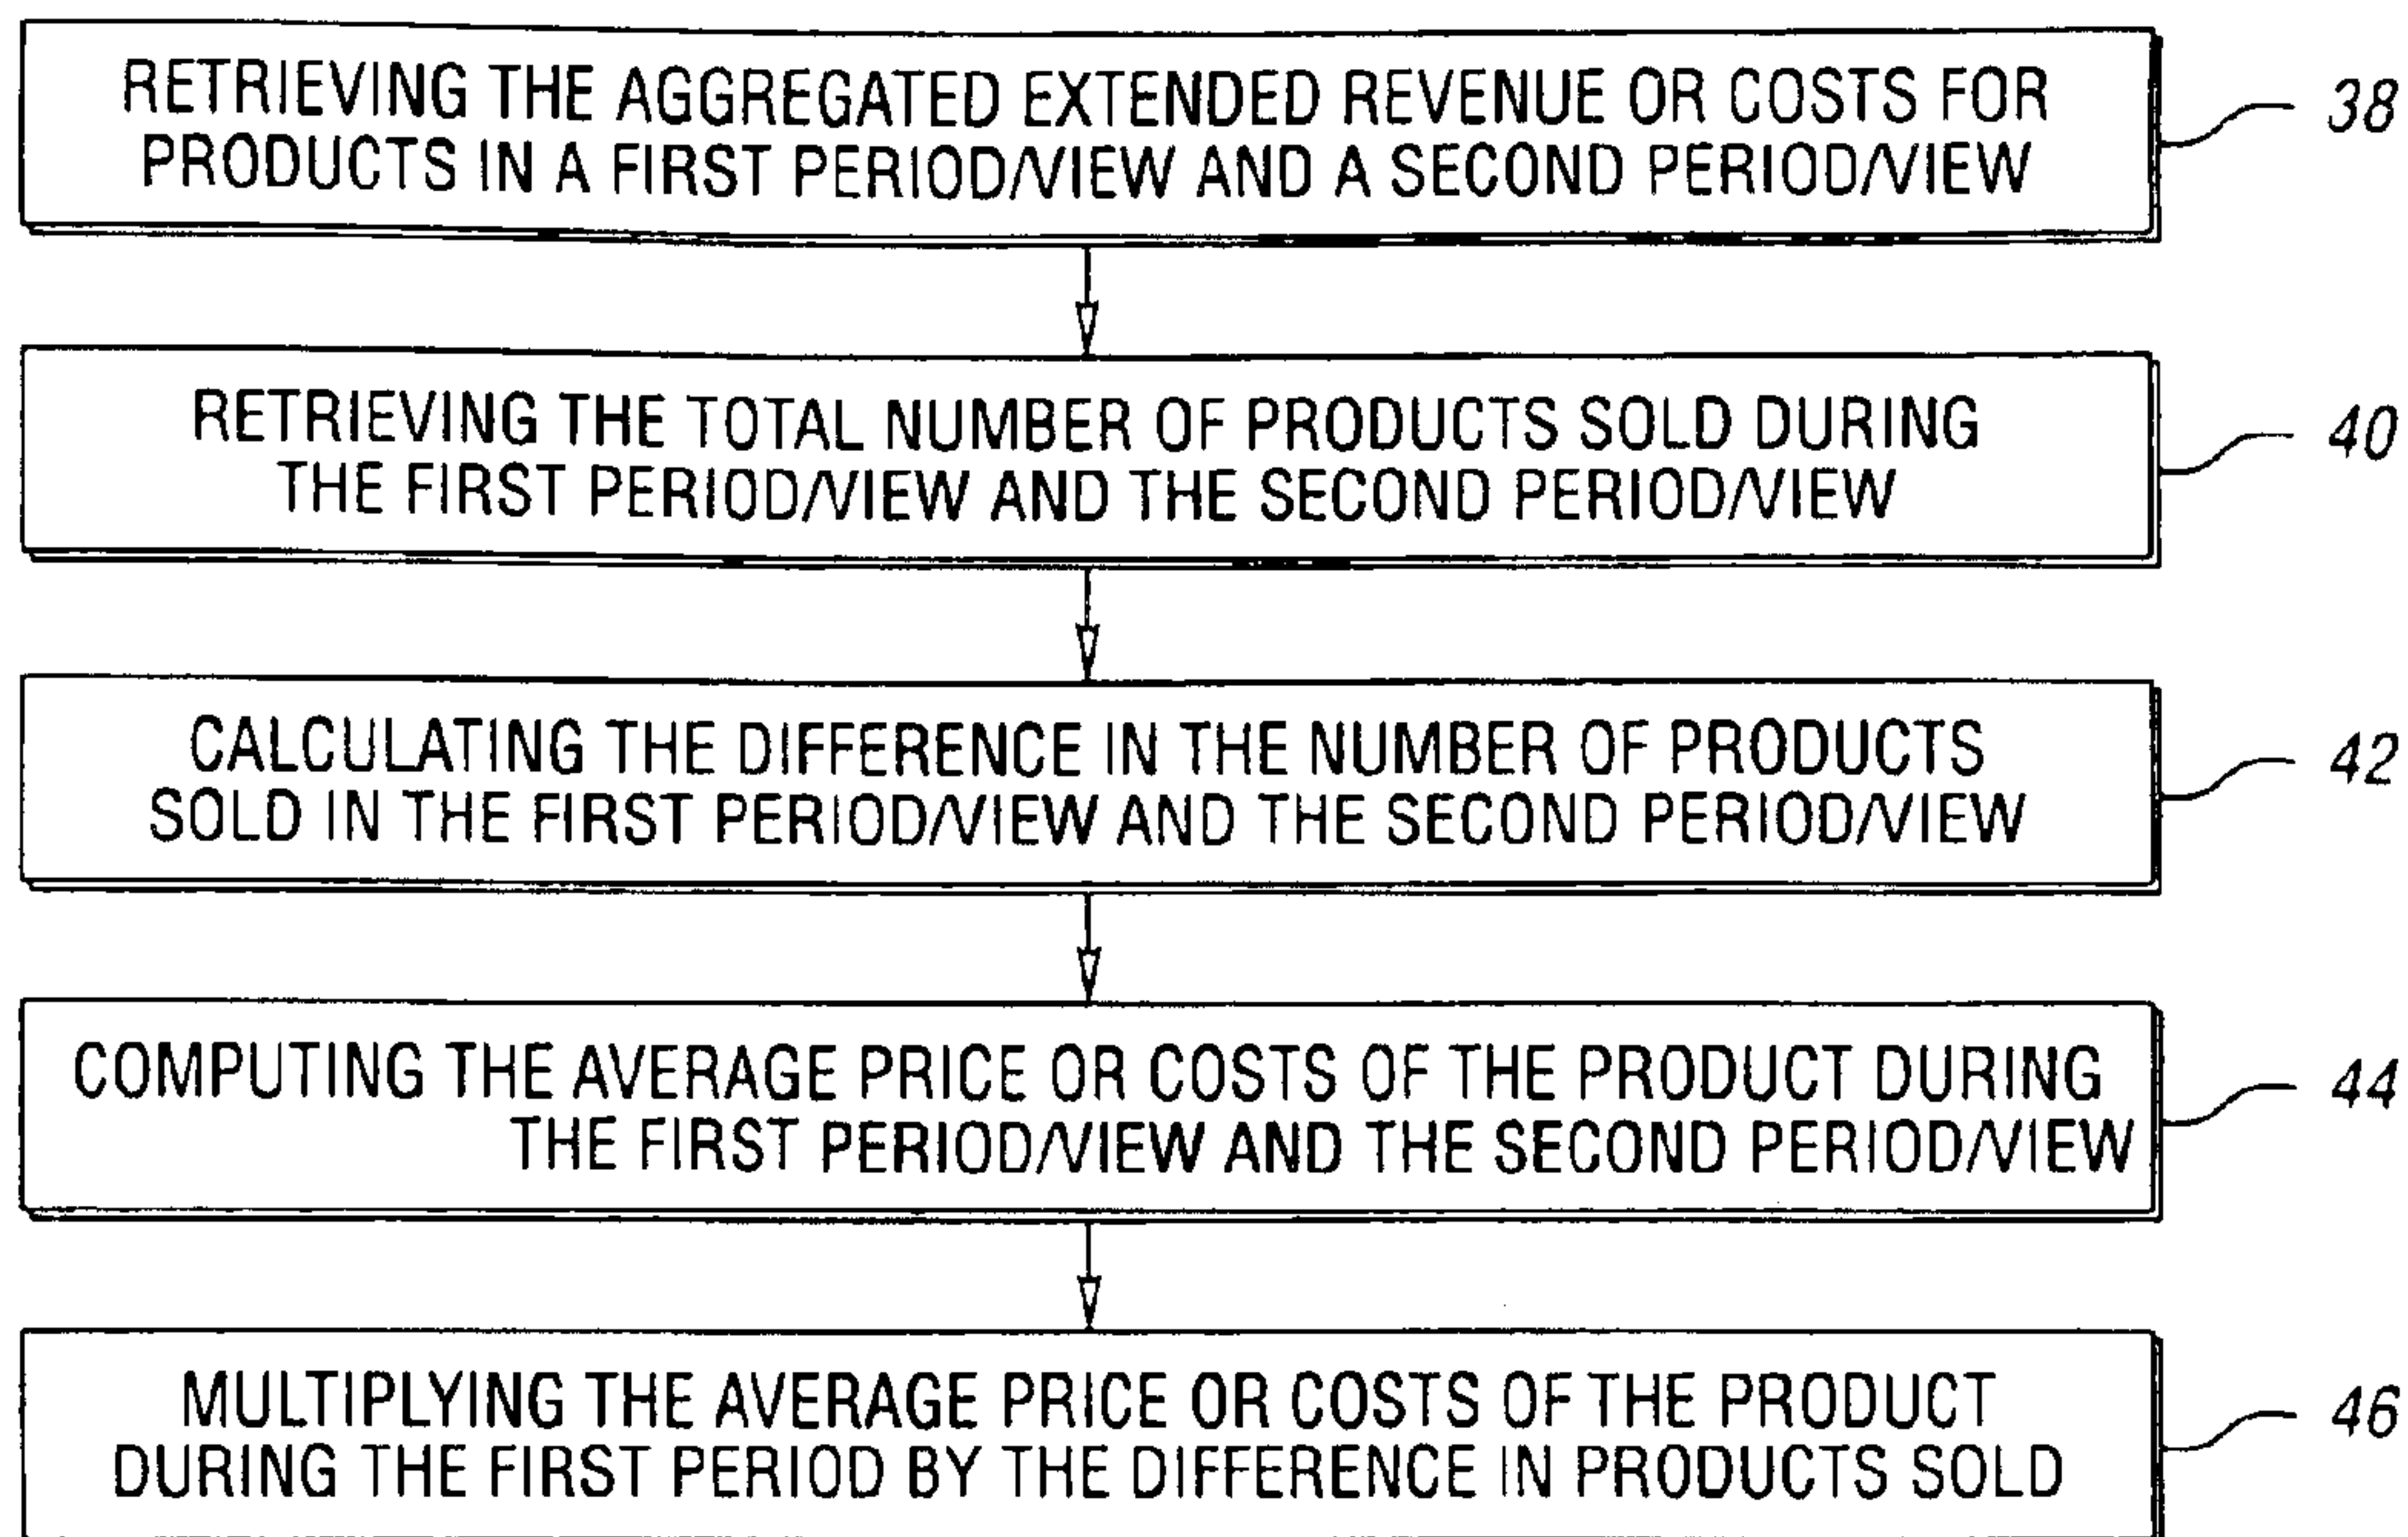 RETRIEVING THE AGGREGATED EXTENDED REVENUE OR COSTS FOR
PRODUCTS IN A FIRST PERIOD/VIEW AND A SECOND PERIOD/VIEW
38
RETRIEVING THE TOTAL NUMBER OF PRODUCTS SOLD DURING
THE FIRST PERIOD/VIEW AND THE SECOND PERIOD/VIEW
40
CALCULATING THE DIFFERENCE IN THE NUMBER OF PRODUCTS
SOLD IN THE FIRST PERIOD/VIEW AND THE SECOND PERIOD/VIEW
42
COMPUTING THE AVERAGE PRICE OR COSTS OF THE PRODUCT DURING
THE FIRST PERIOD/VIEW AND THE SECOND PERIOD/VIEW
44
MULTIPLYING THE AVERAGE PRICE OR COSTS OF THE PRODUCT
DURING THE FIRST PERIOD BY THE DIFFERENCE IN PRODUCTS SOLD
46